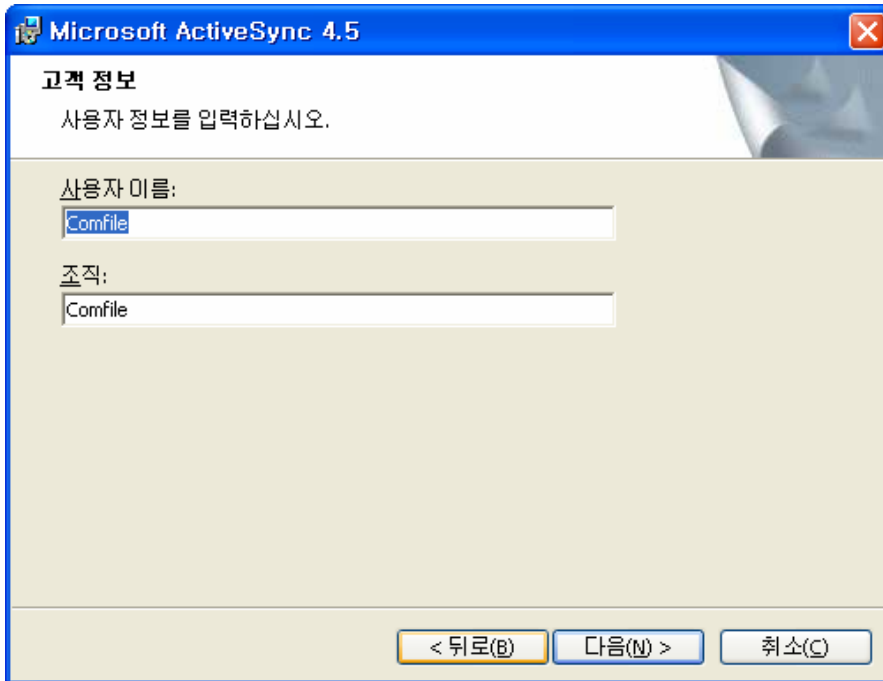 Microsoft ActiveSync 4.5
고객 정보
사용자 정보를 입력하십시오.
사용자 이름:
Comfile
조직:
Comfile
< 뒤로(B) 다음(N) > 취소(C)